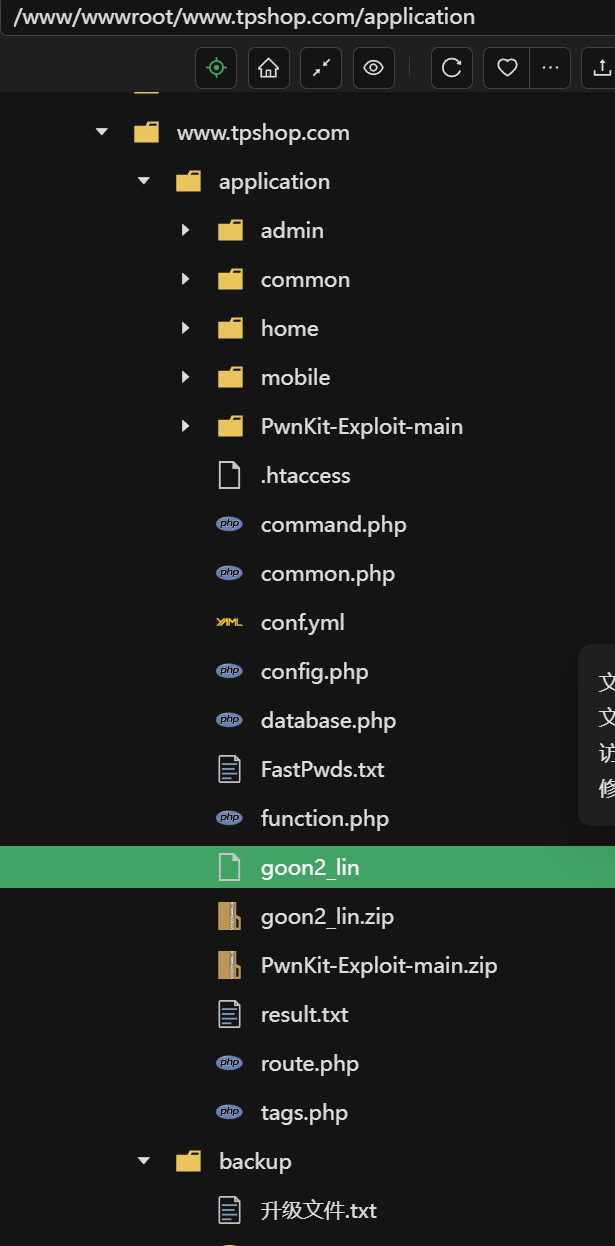 /www/wwwroot/www.tpshop.com/application
www.tpshop.com
application
admin
common
home
mobile
PwnKit-Exploit-main
.htaccess
php command.php
php common.php
YAML conf.yml
php config.php
php database.php
FastPwds.txt
php function.php
goon2_lin
goon2_lin.zip
PwnKit-Exploit-main.zip
result.txt
php route.php
php tags.php
backup
升级文件.txt
文
文
访
修